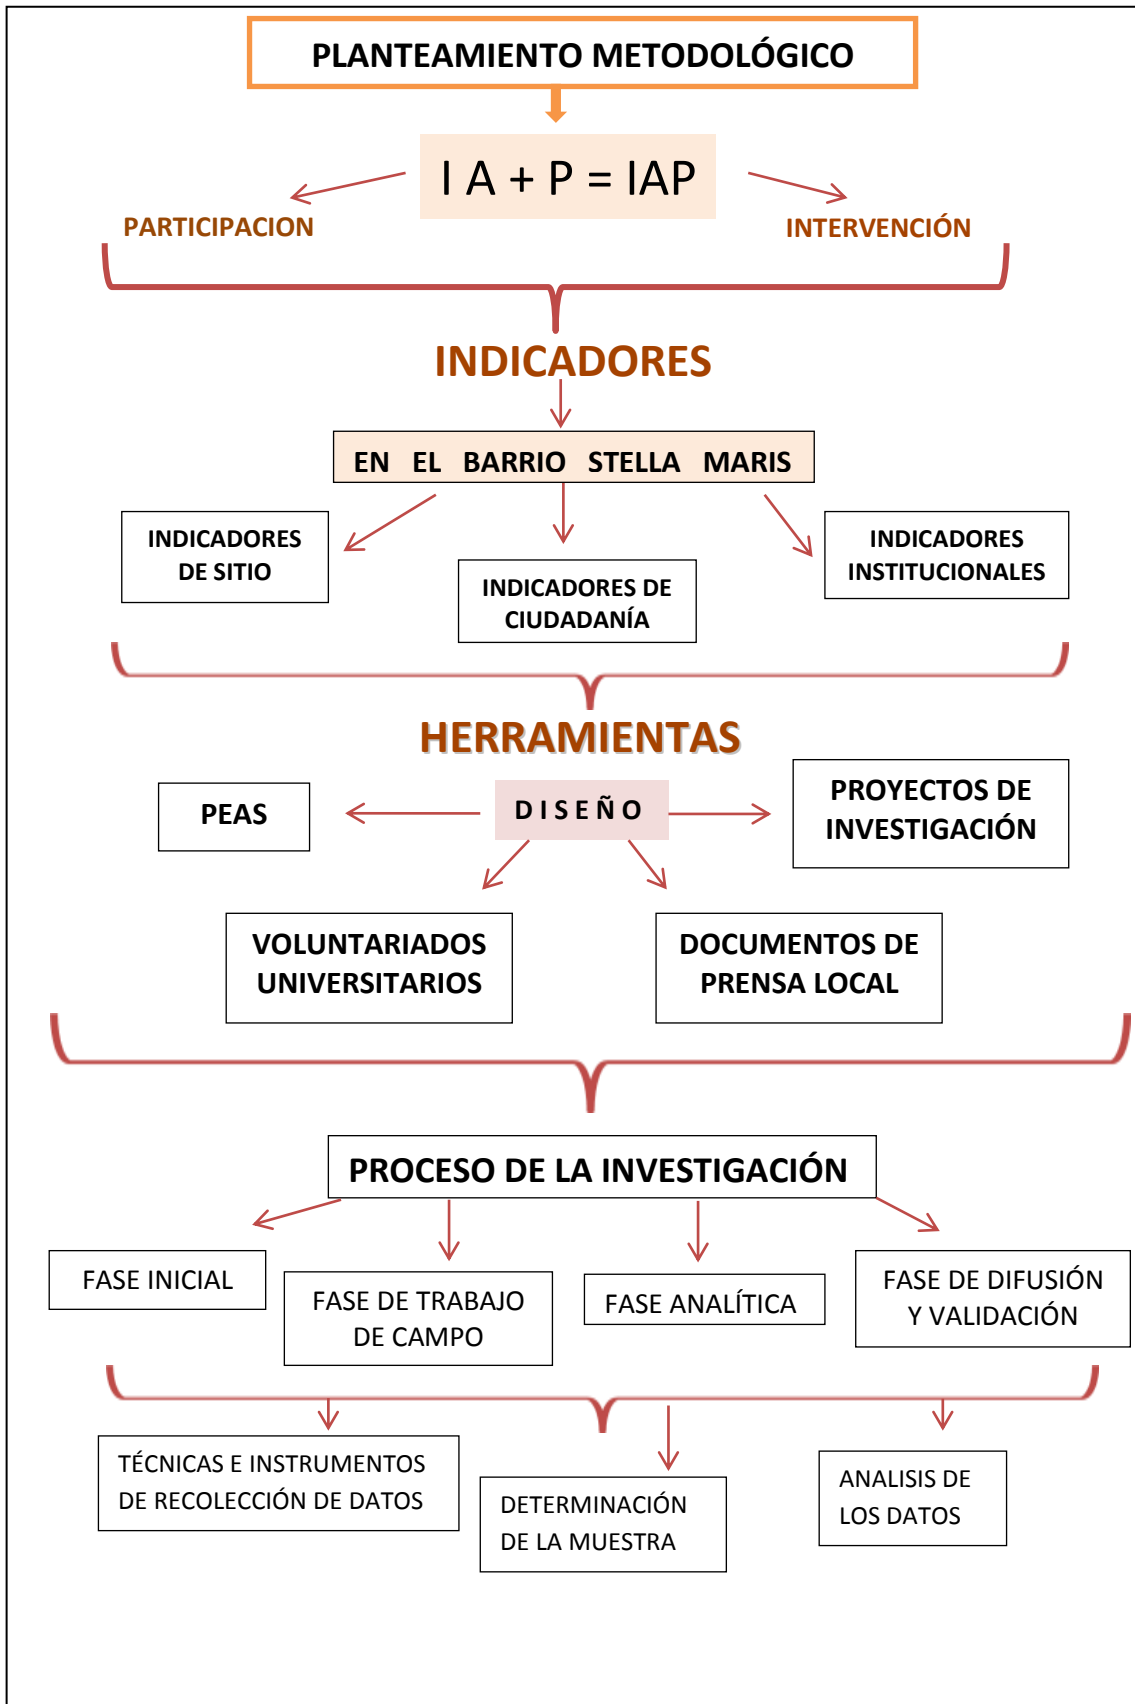 PLANTEAMIENTO METODOLÓGICO
I A + P = IAP
PARTICIPACION
INTERVENCIÓN
INDICADORES
EN EL BARRIO STELLA MARIS
INDICADORES
DE SITIO
INDICADORES DE
CIUDADANÍA
INDICADORES
INSTITUCIONALES
HERRAMIENTAS
PEAS
D I S E Ñ O
PROYECTOS DE
INVESTIGACIÓN
VOLUNTARIADOS
UNIVERSITARIOS
DOCUMENTOS DE
PRENSA LOCAL
PROCESO DE LA INVESTIGACIÓN
FASE INICIAL
FASE DE TRABAJO
DE CAMPO
FASE ANALÍTICA
FASE DE DIFUSIÓN
Y VALIDACIÓN
TÉCNICAS E INSTRUMENTOS
DE RECOLECCIÓN DE DATOS
DETERMINACIÓN
DE LA MUESTRA
ANALISIS DE
LOS DATOS